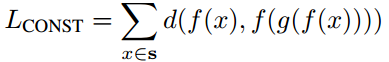 L_CONST = ∑_{x∈s} d(f(x), f(g(f(x))))